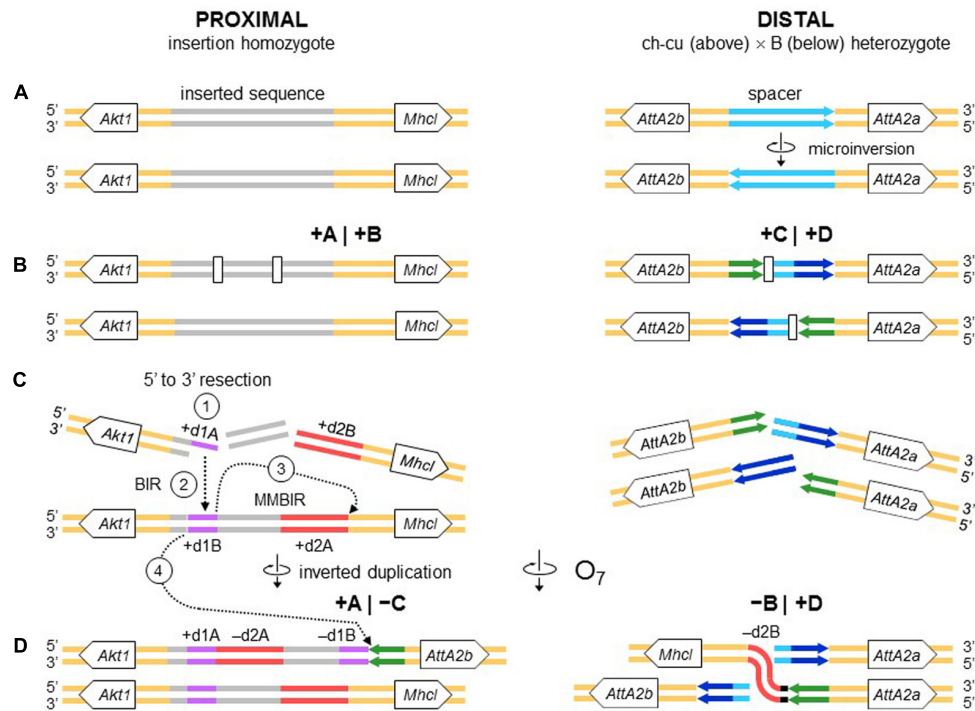 PROXIMAL
insertion homozygote
DISTAL
ch-cu (above) × B (below) heterozygote
A
inserted sequence
5' Akt1 Mhcl
3'
5' Akt1 Mhcl
3'
spacer
AttA2b AttA2a 3'
5'
microinversion
AttA2b AttA2a 3'
5'
B
+A | +B
5' Akt1 Mhcl
3'
5' Akt1 Mhcl
3'
+C | +D
AttA2b AttA2a 3'
5'
AttA2b AttA2a 3'
5'
C
5' to 3' resection
1
5' Akt1 +d1A +d2B Mhcl
3'
BIR 2 3
MMBIR
5' Akt1 Mhcl
3'
+d1B +d2A
4
inverted duplication
AttA2b AttA2a 3'
5'
AttA2b AttA2a 3'
5'
O7
D
+A | −C
+d1A −d2A −d1B
5' Akt1 AttA2b
3'
5' Akt1 Mhcl
3'
−B | +D
−d2B
Mhcl AttA2a 3'
5'
AttA2b AttA2a 3'
5'